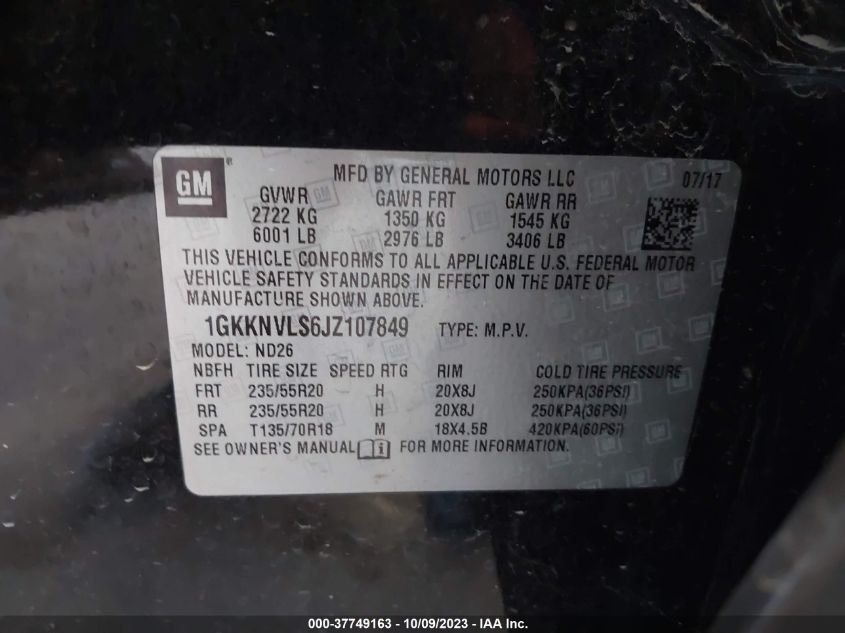 GM® MFD BY GENERAL MOTORS LLC 07/17
GVWR GAWR FRT GAWR RR
2722 KG 1350 KG 1545 KG
6001 LB 2976 LB 3406 LB
THIS VEHICLE CONFORMS TO ALL APPLICABLE U.S. FEDERAL MOTOR
VEHICLE SAFETY STANDARDS IN EFFECT ON THE DATE OF
MANUFACTURE SHOWN ABOVE.
1GKKNVLS6JZ107849 TYPE: M.P.V.
MODEL: ND26
NBFH TIRE SIZE SPEED RTG RIM COLD TIRE PRESSURE
FRT 235/55R20 H 20X8J 250KPA(36PSI)
RR 235/55R20 H 20X8J 250KPA(36PSI)
SPA T135/70R18 M 18X4.5B 420KPA(60PSI)
SEE OWNER'S MANUAL FOR MORE INFORMATION.
000-37749163 - 10/09/2023 - IAA Inc.